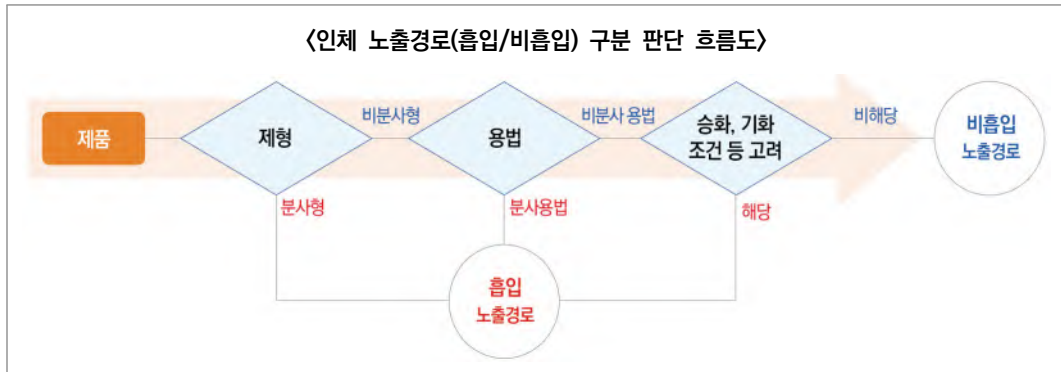 〈인체 노출경로(흡입/비흡입) 구분 판단 흐름도〉
제품
제형
비분사형
용법
비분사 용법
승화, 기화
조건 등 고려
비해당
비흡입
노출경로
분사형
분사용법
해당
흡입
노출경로